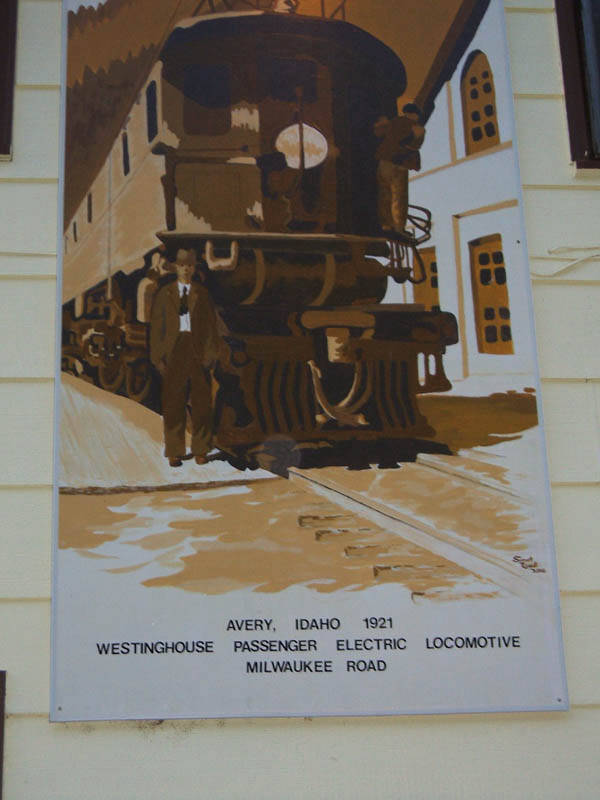 AVERY, IDAHO 1921
WESTINGHOUSE PASSENGER ELECTRIC LOCOMOTIVE
MILWAUKEE ROAD